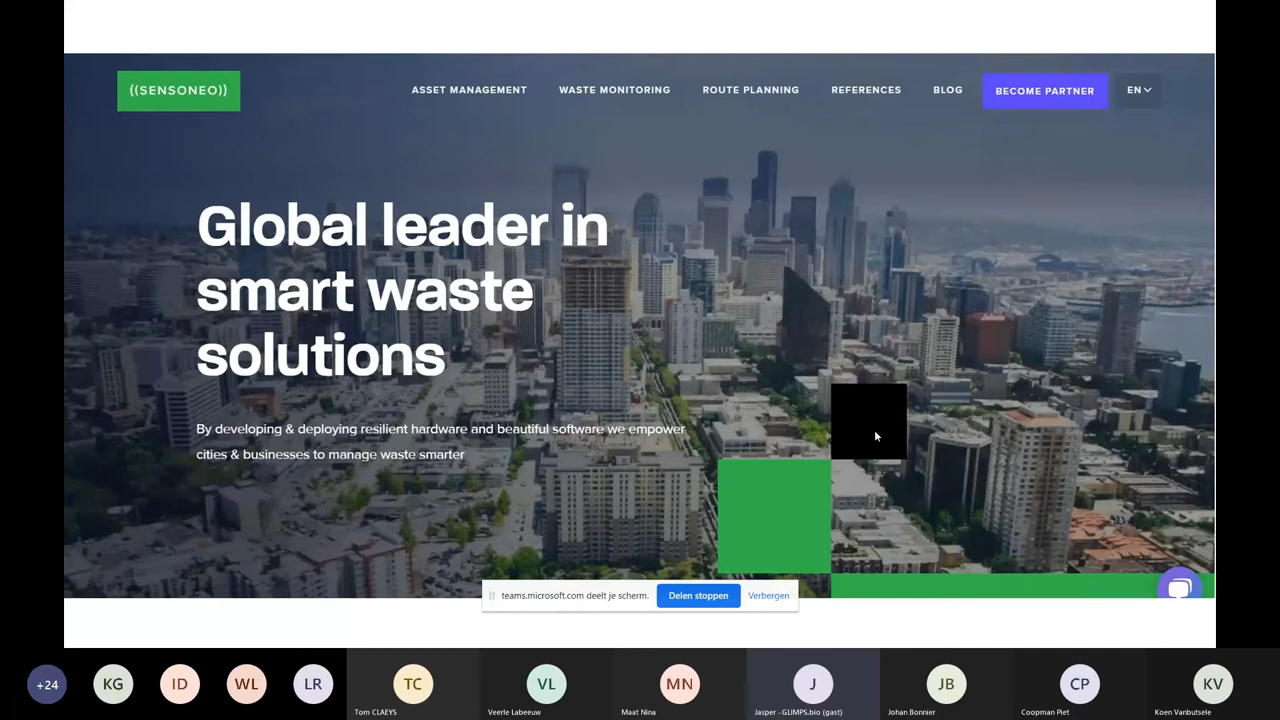 ((SENSONEO))
ASSET MANAGEMENT
WASTE MONITORING
ROUTE PLANNING
REFERENCES
BLOG
BECOME PARTNER
EN
Global leader in
smart waste
solutions
By developing & deploying resilient hardware and beautiful software we empower
cities & businesses to manage waste smarter
teams.microsoft.com deelt je scherm.
Delen stoppen
Verbergen
+24
KG
ID
WL
LR
TC
VL
MN
J
JB
CP
KV
Tom CLAEYS
Veerle Labeeuw
Maat Nina
Jasper - GLIMPS.bio (gast)
Johan Bonnier
Coopman Piet
Koen Vanbutsele